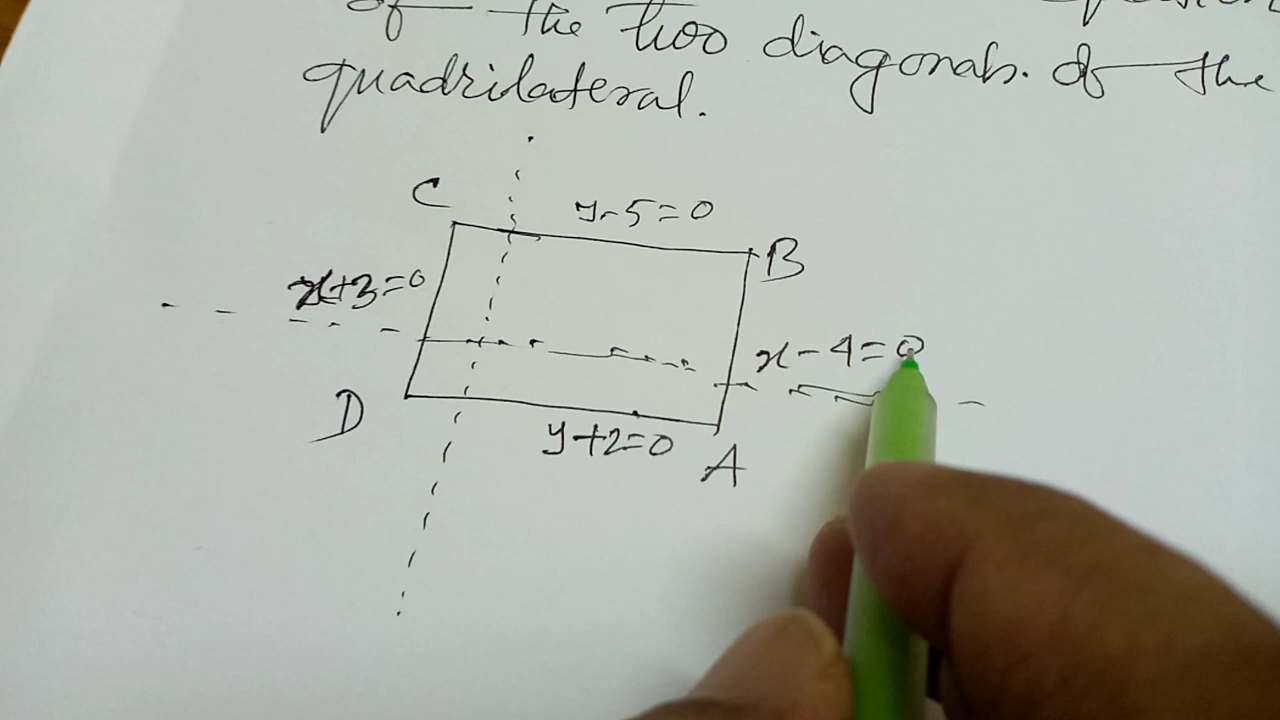 of the two diagonals. of the
quadrilateral.
C
y-5=0
B
x+3=0
x-4=0
D
y+2=0
A